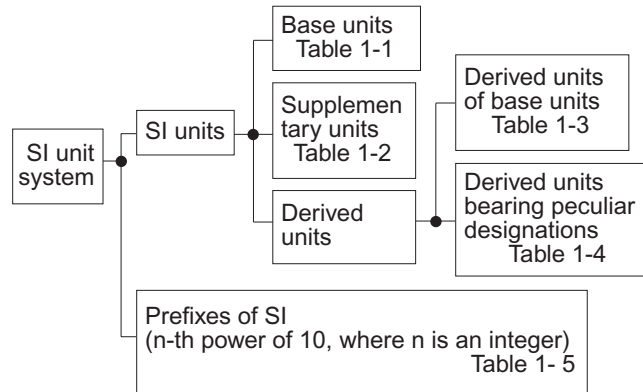 SI unit
system
SI units
Base units
Table 1-1
Supplemen
tary units
Table 1-2
Derived
units
Derived units
of base units
Table 1-3
Derived units
bearing peculiar
designations
Table 1-4
Prefixes of SI
(n-th power of 10, where n is an integer)
Table 1- 5